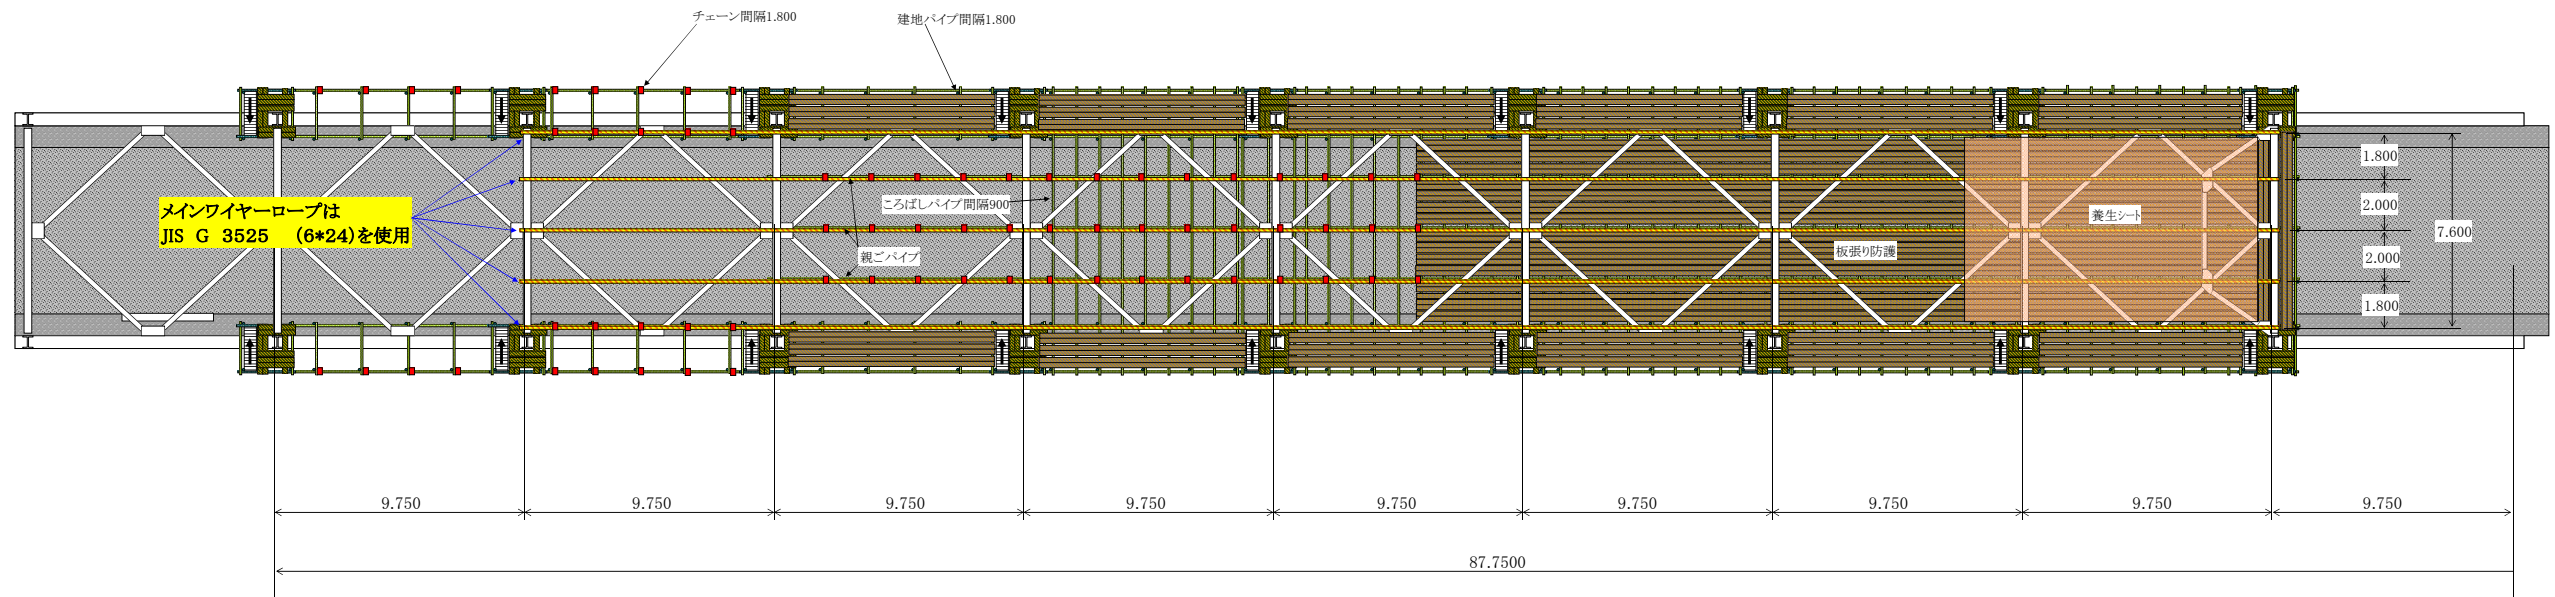 チェーン間隔1.800
建地パイプ間隔1.800
メインワイヤーロープは
JIS G 3525 (6*24)を使用
ころばしパイプ間隔900
親ごパイプ
板張り防護
養生シート
1.800
2.000
2.000
1.800
7.600
9.750
9.750
9.750
9.750
9.750
9.750
9.750
9.750
9.750
87.7500